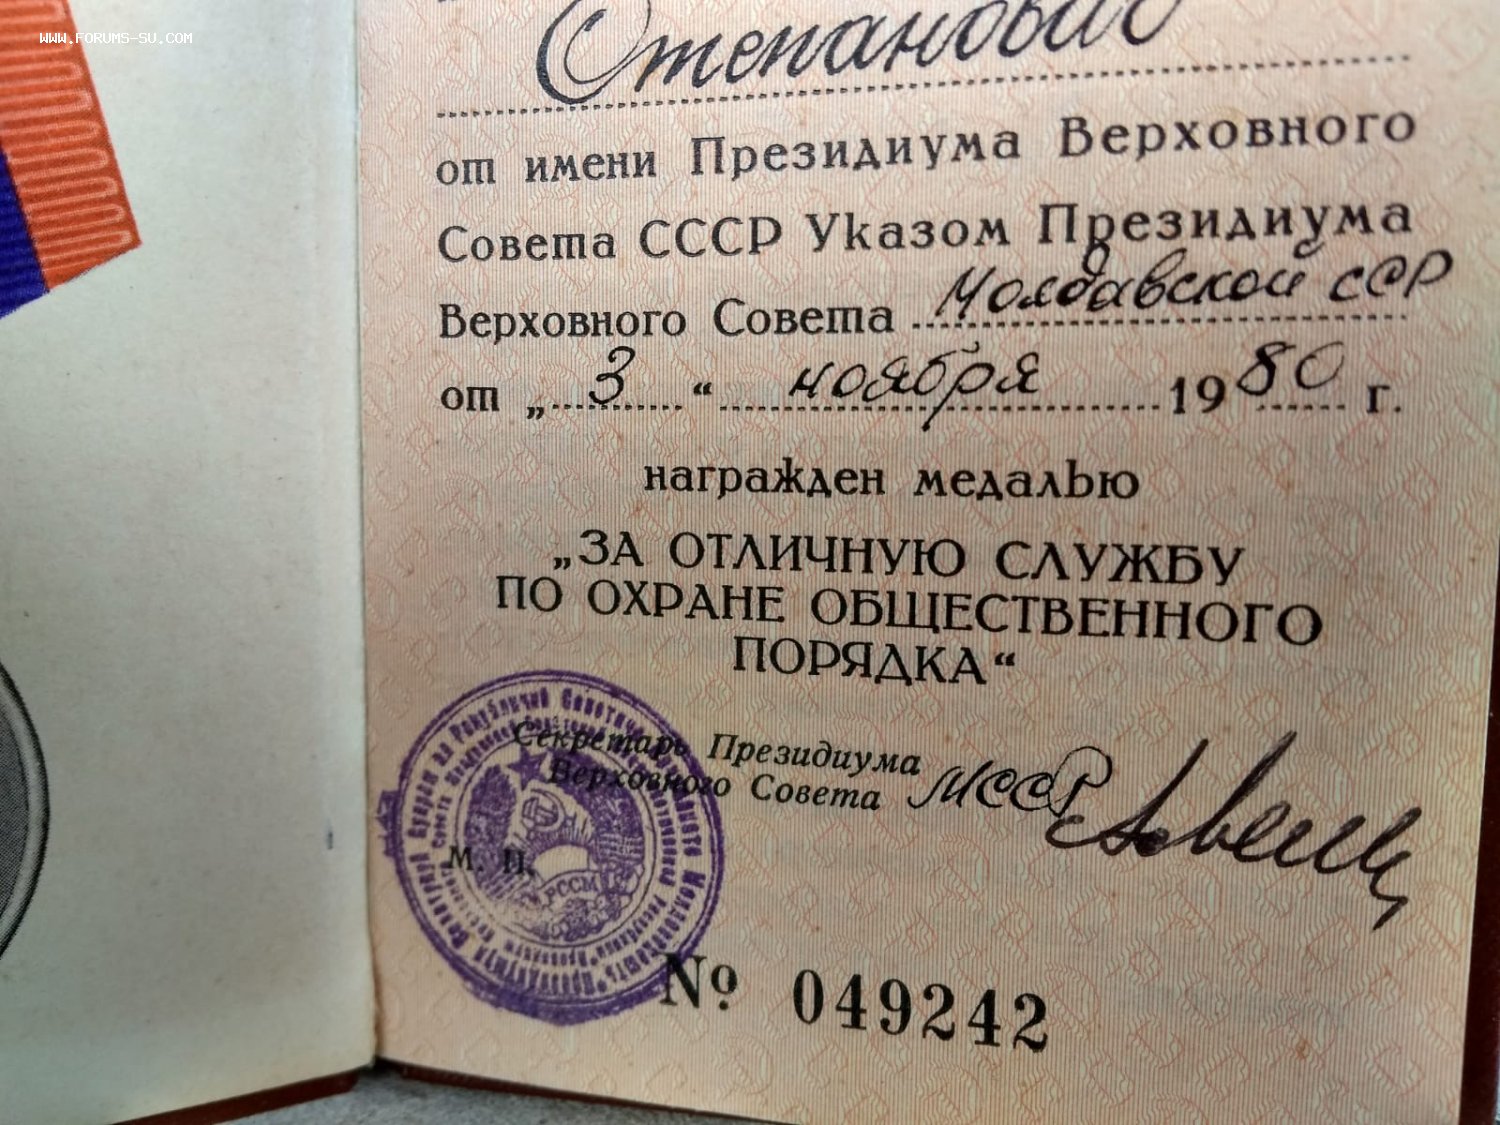 WWW.FORUMS-SU.COM
Степанович
от имени Президиума Верховного
Совета СССР Указом Президиума
Верховного Совета Молдавской ССР
от „3“ ноября 1980 г.
награжден медалью
„ЗА ОТЛИЧНУЮ СЛУЖБУ
ПО ОХРАНЕ ОБЩЕСТВЕННОГО
ПОРЯДКА“
Секретарь Президиума
Верховного Совета МССР
М. П.
РССМ
№ 049242